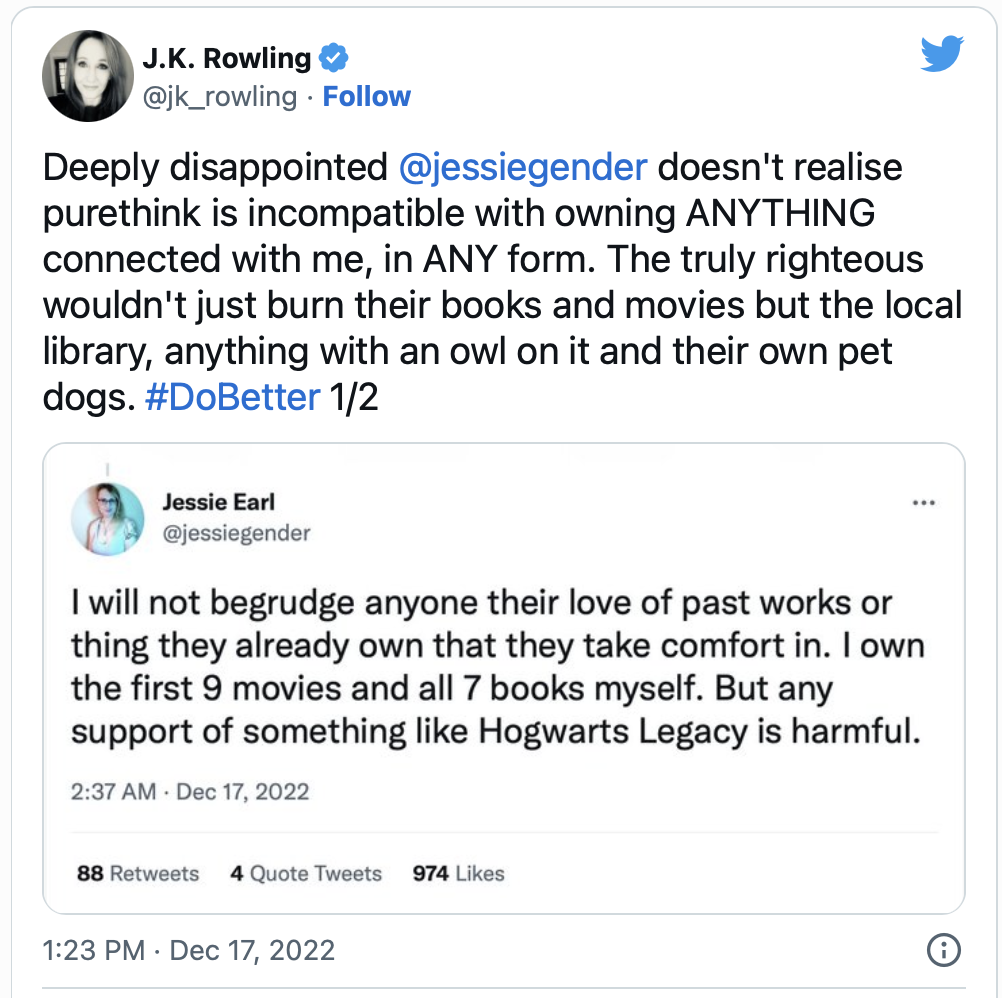 J.K. Rowling
@jk_rowling · Follow
Deeply disappointed @jessiegender doesn't realise
purethink is incompatible with owning ANYTHING
connected with me, in ANY form. The truly righteous
wouldn't just burn their books and movies but the local
library, anything with an owl on it and their own pet
dogs. #DoBetter 1/2
Jessie Earl
@jessiegender
I will not begrudge anyone their love of past works or
thing they already own that they take comfort in. I own
the first 9 movies and all 7 books myself. But any
support of something like Hogwarts Legacy is harmful.
2:37 AM · Dec 17, 2022
88 Retweets 4 Quote Tweets 974 Likes
1:23 PM · Dec 17, 2022